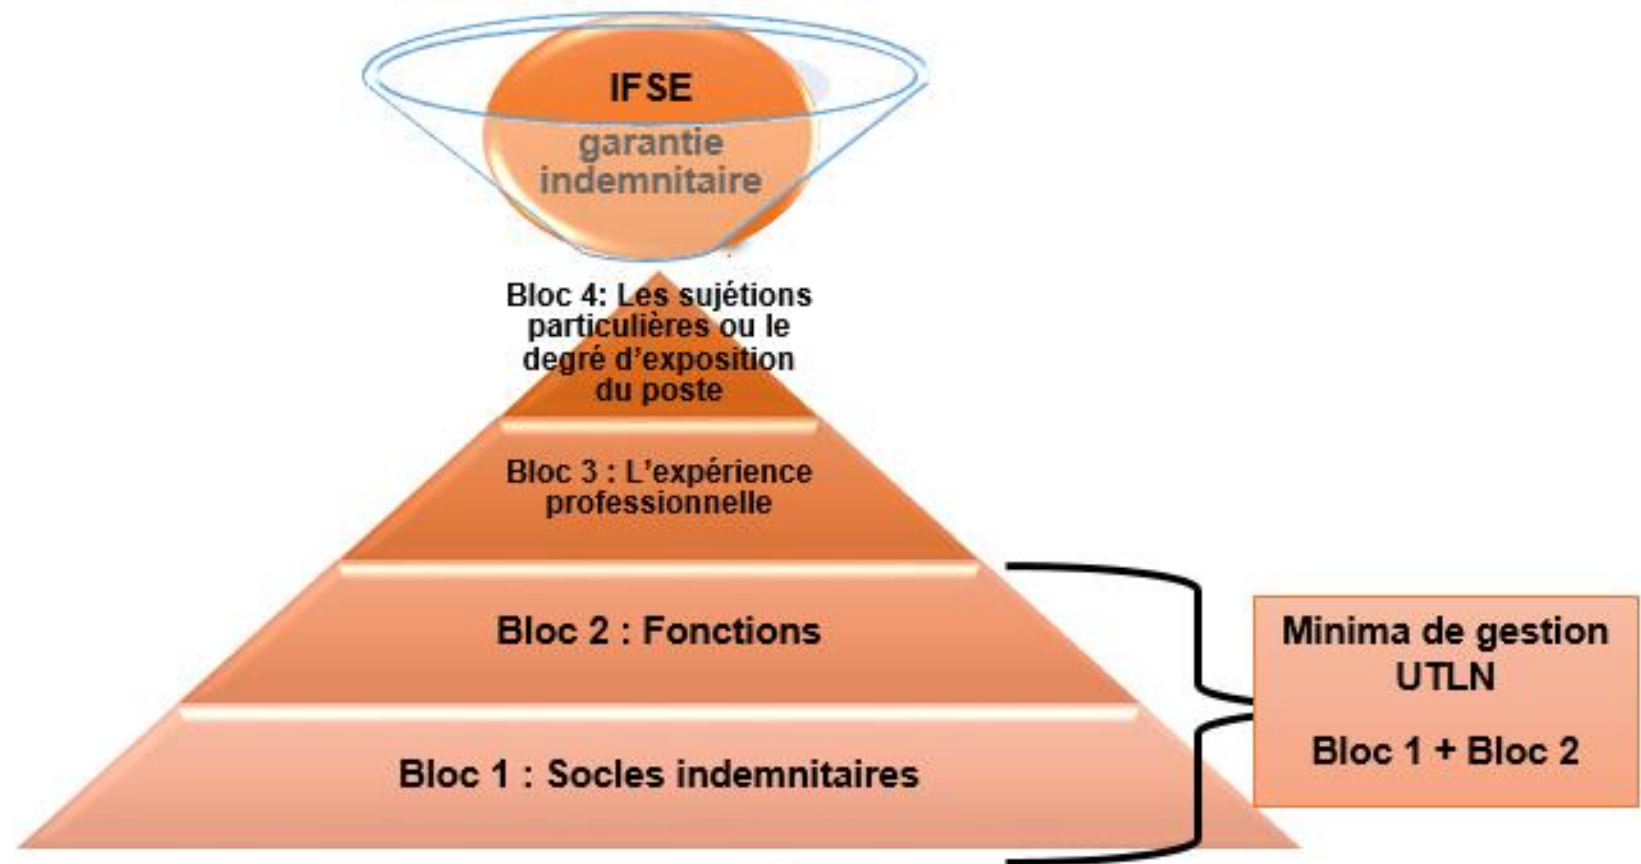 IFSE
garantie
indemnitaire
Bloc 4: Les sujétions
particulières ou le
degré d'exposition
du poste
Bloc 3 : L'expérience
professionnelle
Bloc 2 : Fonctions
Bloc 1 : Socles indemnitaires
Minima de gestion
UTLN
Bloc 1 + Bloc 2